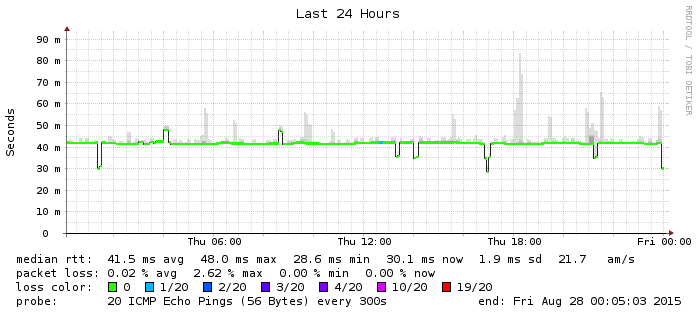 Last 24 Hours
RRDTOOL / TOBI OETIKER
Seconds
90 m
80 m
70 m
60 m
50 m
40 m
30 m
20 m
10 m
0
Thu 06:00 Thu 12:00 Thu 18:00 Fri 00:00
median rtt: 41.5 ms avg 48.0 ms max 28.6 ms min 30.1 ms now 1.9 ms sd 21.7 am/s
packet loss: 0.02 % avg 2.62 % max 0.00 % min 0.00 % now
loss color: 0 1/20 2/20 3/20 4/20 10/20 19/20
probe: 20 ICMP Echo Pings (56 Bytes) every 300s end: Fri Aug 28 00:05:03 2015